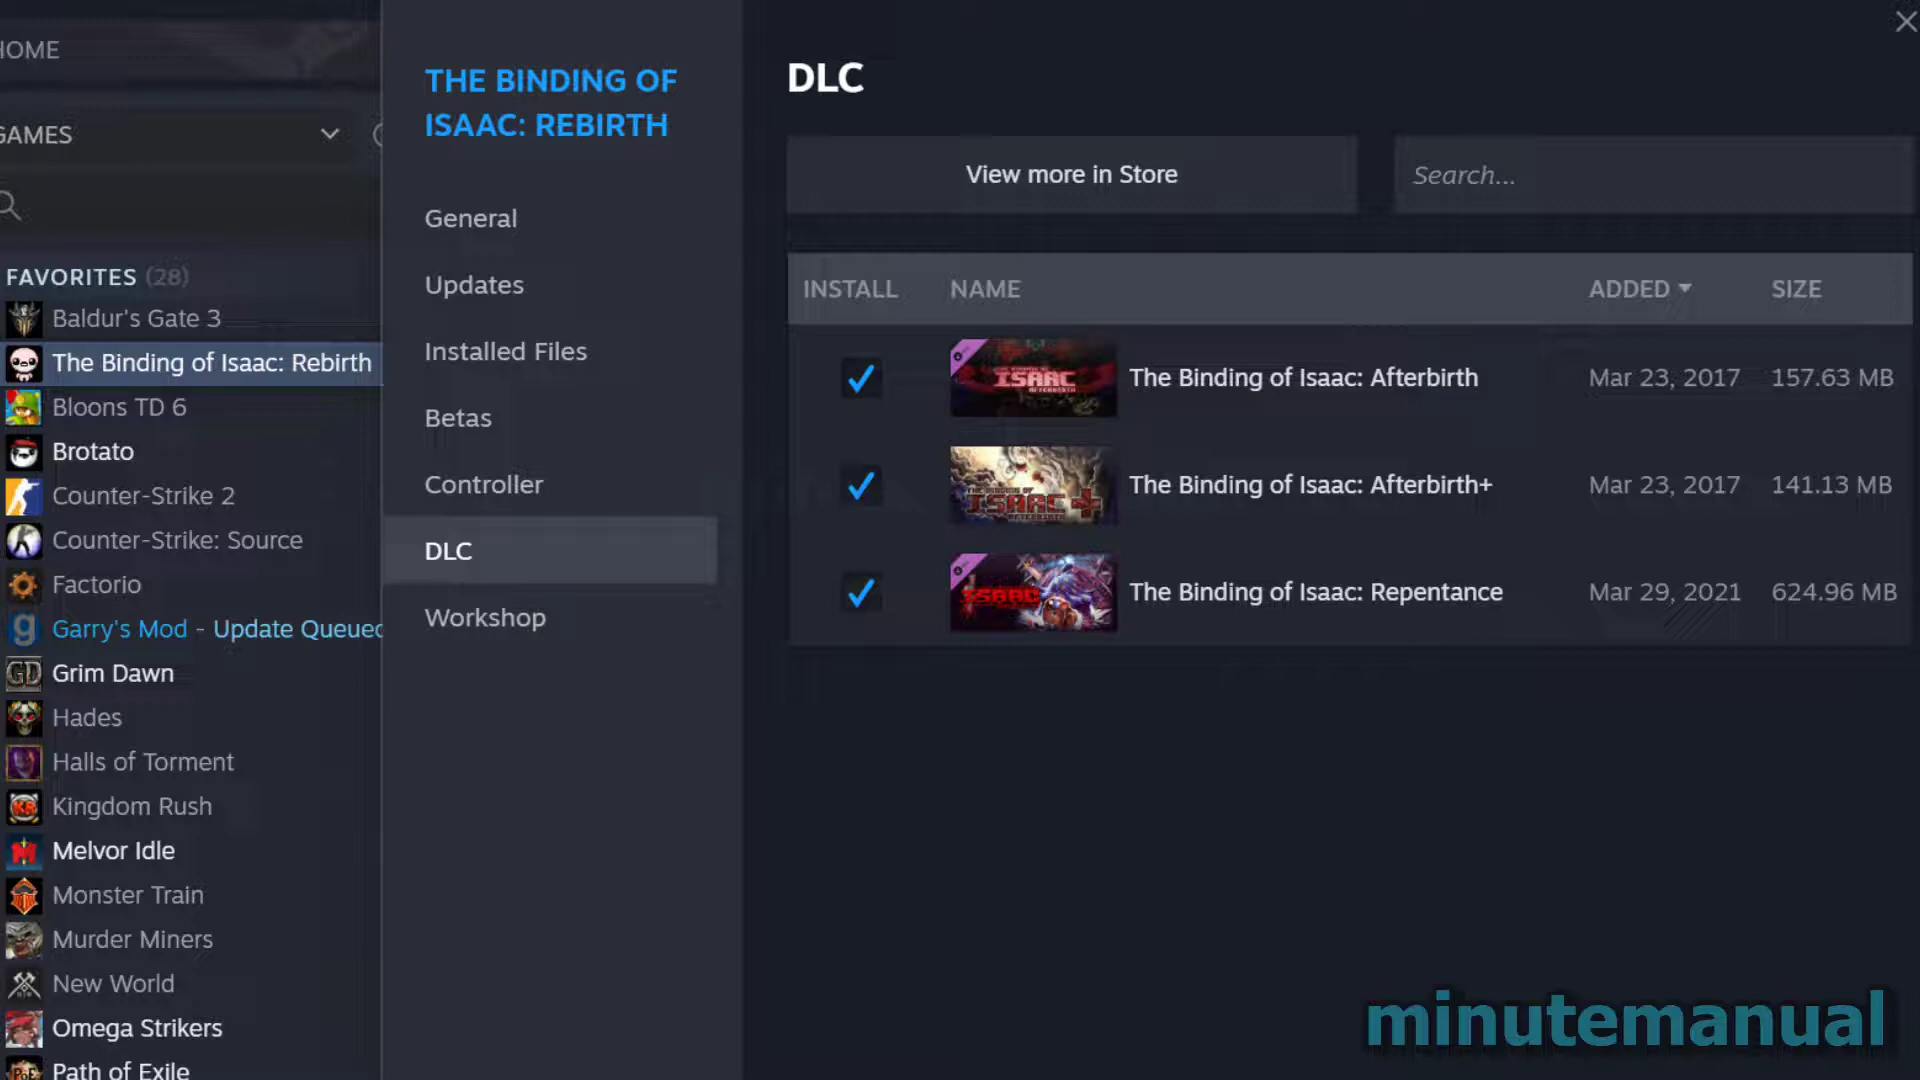 HOME
GAMES
FAVORITES (28)
Baldur's Gate 3
The Binding of Isaac: Rebirth
Bloons TD 6
Brotato
Counter-Strike 2
Counter-Strike: Source
Factorio
Garry's Mod - Update Queued
Grim Dawn
Hades
Halls of Torment
Kingdom Rush
Melvor Idle
Monster Train
Murder Miners
New World
Omega Strikers
Path of Exile
THE BINDING OF
ISAAC: REBIRTH
General
Updates
Installed Files
Betas
Controller
DLC
Workshop
DLC
View more in Store
Search...
INSTALL NAME ADDED SIZE
ISAAC
The Binding of Isaac: Afterbirth Mar 23, 2017 157.63 MB
THE BINDING OF
ISAAC
AFTERBIRTH
The Binding of Isaac: Afterbirth+ Mar 23, 2017 141.13 MB
ISAAC
The Binding of Isaac: Repentance Mar 29, 2021 624.96 MB
minutemanual